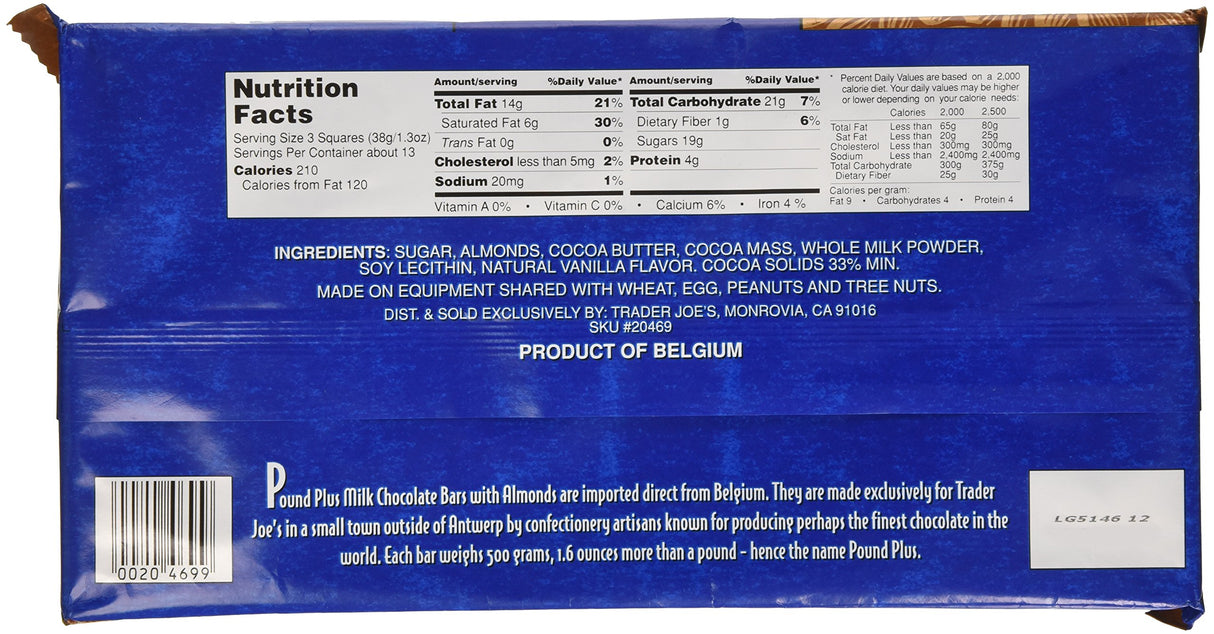 Nutrition
Facts
Serving Size 3 Squares (38g/1.3oz)
Servings Per Container about 13
Calories 210
Calories from Fat 120
Amount/serving %Daily Value*
Total Fat 14g 21%
Saturated Fat 6g 30%
Trans Fat 0g 0%
Cholesterol less than 5mg 2%
Sodium 20mg 1%
Amount/serving %Daily Value*
Total Carbohydrate 21g 7%
Dietary Fiber 1g 6%
Sugars 19g
Protein 4g
Vitamin A 0% • Vitamin C 0% • Calcium 6% • Iron 4 %
* Percent Daily Values are based on a 2,000
calorie diet. Your daily values may be higher
or lower depending on your calorie needs:
Calories 2,000 2,500
Total Fat Less than 65g 80g
Sat Fat Less than 20g 25g
Cholesterol Less than 300mg 300mg
Sodium Less than 2,400mg 2,400mg
Total Carbohydrate 300g 375g
Dietary Fiber 25g 30g
Calories per gram:
Fat 9 • Carbohydrates 4 • Protein 4
INGREDIENTS: SUGAR, ALMONDS, COCOA BUTTER, COCOA MASS, WHOLE MILK POWDER,
SOY LECITHIN, NATURAL VANILLA FLAVOR. COCOA SOLIDS 33% MIN.
MADE ON EQUIPMENT SHARED WITH WHEAT, EGG, PEANUTS AND TREE NUTS.
DIST. & SOLD EXCLUSIVELY BY: TRADER JOE'S, MONROVIA, CA 91016
SKU #20469
PRODUCT OF BELGIUM
Pound Plus Milk Chocolate Bars with Almonds are imported direct from Belgium. They are made exclusively for Trader
Joe's in a small town outside of Antwerp by confectionery artisans known for producing perhaps the finest chocolate in the
world. Each bar weighs 500 grams, 1.6 ounces more than a pound - hence the name Pound Plus.
0020 4699
LG5146 12